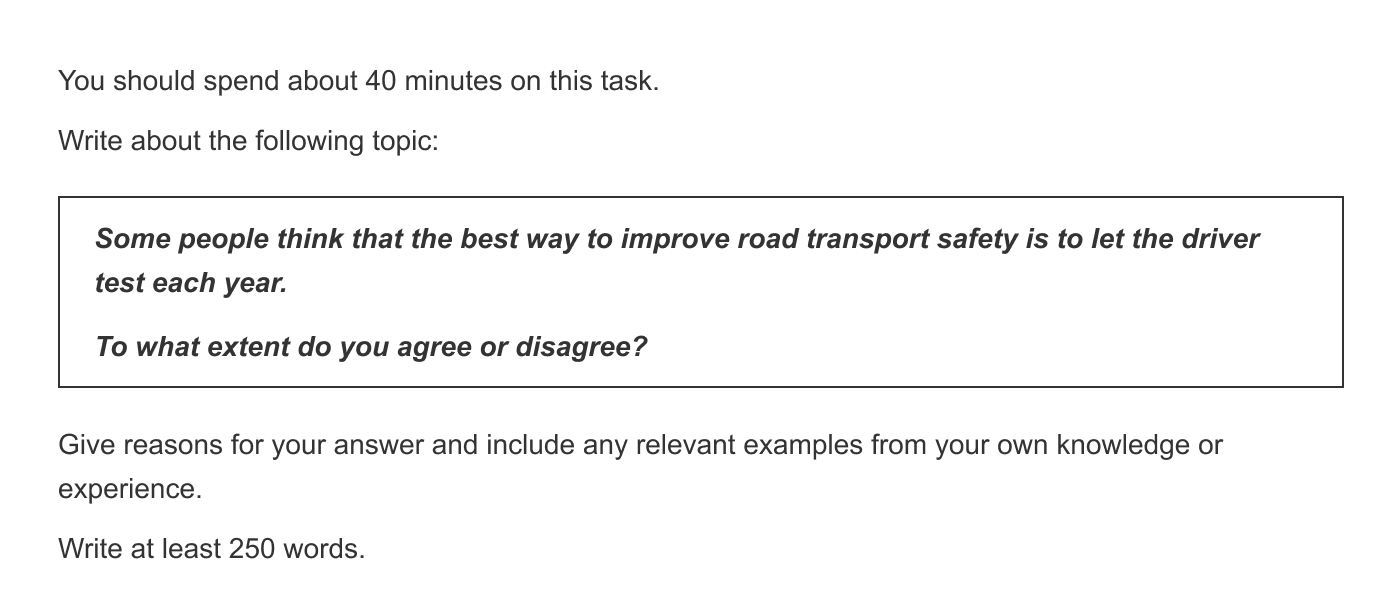 You should spend about 40 minutes on this task.
Write about the following topic:
Some people think that the best way to improve road transport safety is to let the driver
test each year.
To what extent do you agree or disagree?
Give reasons for your answer and include any relevant examples from your own knowledge or
experience.
Write at least 250 words.